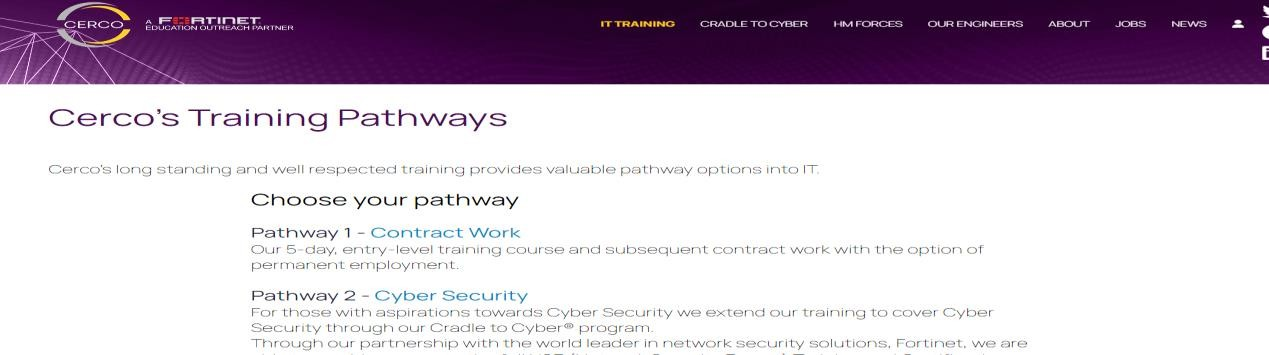 CERCO
A FORTINET
EDUCATION OUTREACH PARTNER
IT TRAINING CRADLE TO CYBER HM FORCES OUR ENGINEERS ABOUT JOBS NEWS
Cerco's Training Pathways
Cerco's long standing and well respected training provides valuable pathway options into IT.
Choose your pathway
Pathway 1 - Contract Work
Our 5-day, entry-level training course and subsequent contract work with the option of
permanent employment.
Pathway 2 - Cyber Security
For those with aspirations towards Cyber Security we extend our training to cover Cyber
Security through our Cradle to Cyber® program.
Through our partnership with the world leader in network security solutions, Fortinet, we are